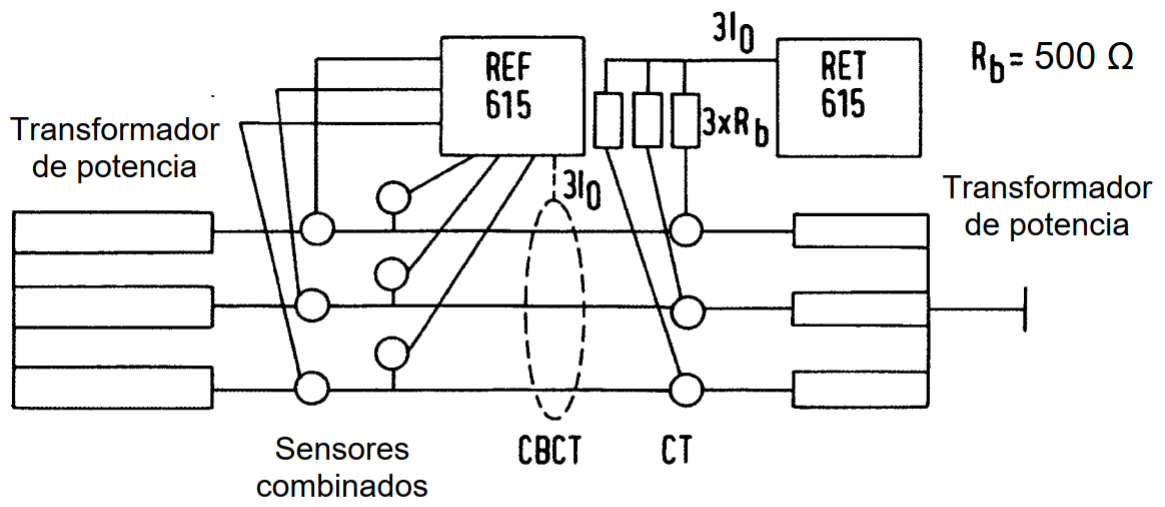 3I0
REF
615
RET
615
Rb= 500 Ω
Transformador
de potencia
3xRb
3I0
Transformador
de potencia
Sensores
combinados
CBCT
CT